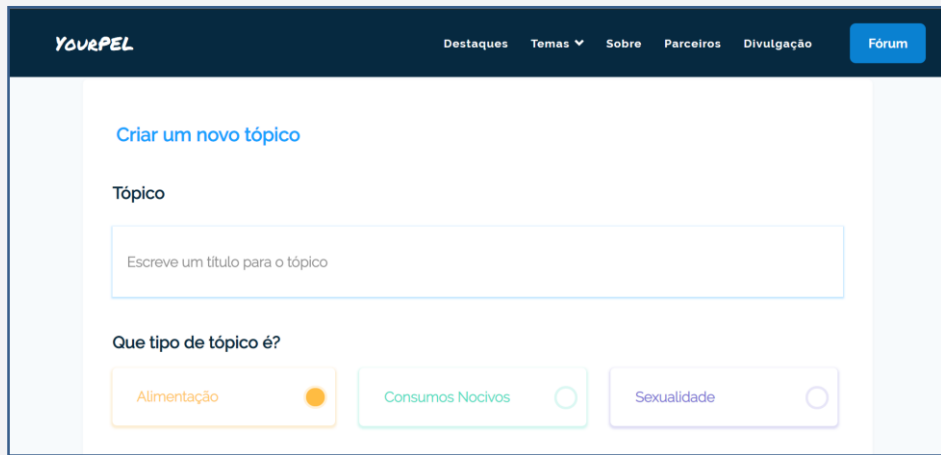 YourPEL Destaques Temas Sobre Parceiros Divulgação Fórum
Criar um novo tópico
Tópico
Escreve um título para o tópico
Que tipo de tópico é?
Alimentação Consumos Nocivos Sexualidade